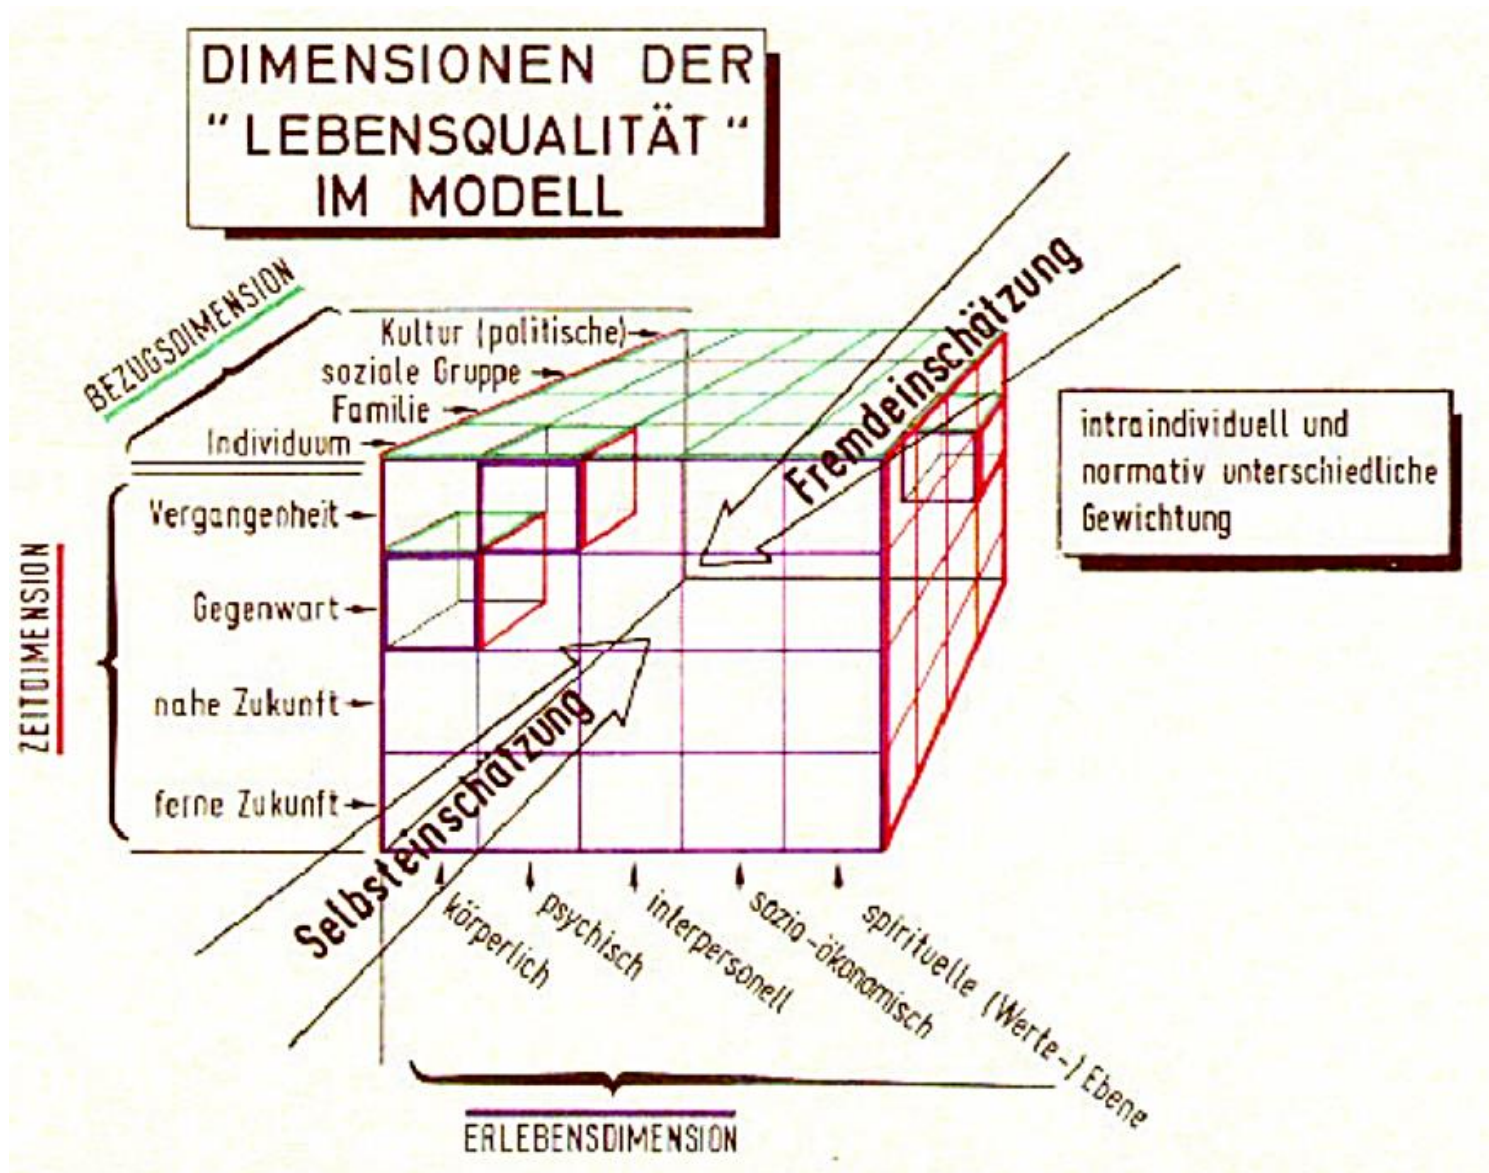 DIMENSIONEN DER
"LEBENSQUALITÄT"
IM MODELL
BEZUGSDIMENSION
Kultur (politische)
soziale Gruppe
Familie
Individuum
Fremdeinschätzung
intraindividuell und
normativ unterschiedliche
Gewichtung
ZEITDIMENSION
Vergangenheit
Gegenwart
nahe Zukunft
ferne Zukunft
Selbsteinschätzung
körperlich
psychisch
interpersonell
sozio-ökonomisch
spirituelle (Werte-) Ebene
ERLEBENSDIMENSION